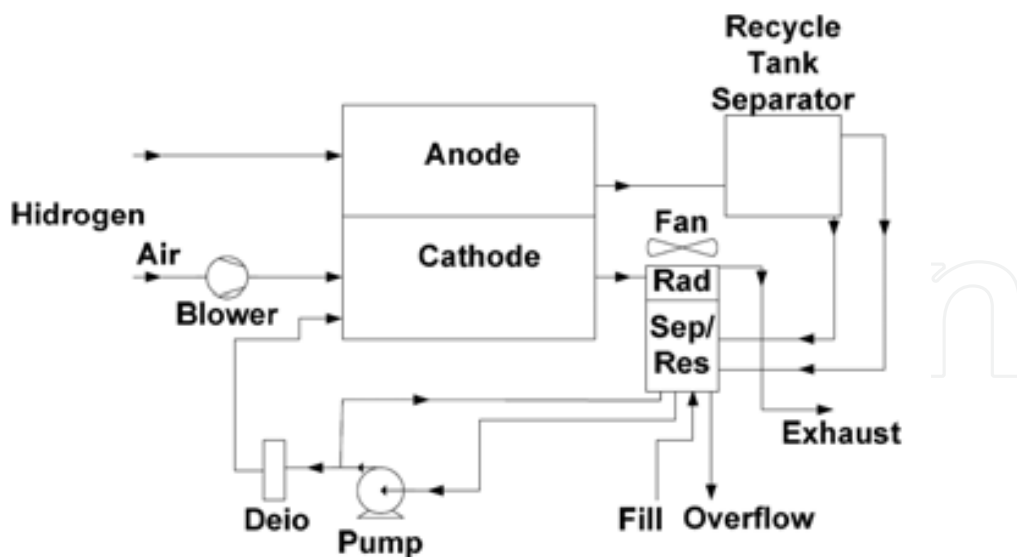 Recycle
Tank
Separator
Anode
Hidrogen
Fan
Air
Cathode
Rad
Blower
Sep/
Res
Exhaust
Deio
Pump
Fill
Overflow